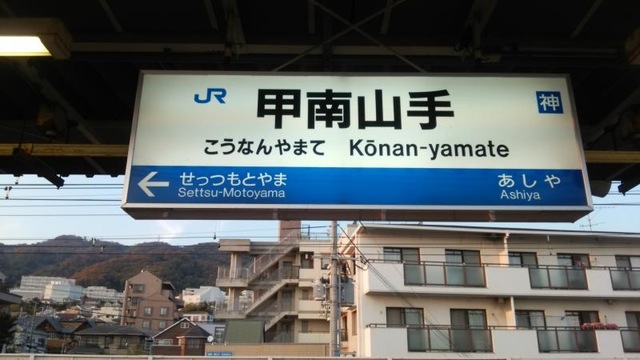 JR 甲南山手 神
こうなんやまて Kōnan-yamate
← せっつもとやま あしや
Settsu-Motoyama Ashiya